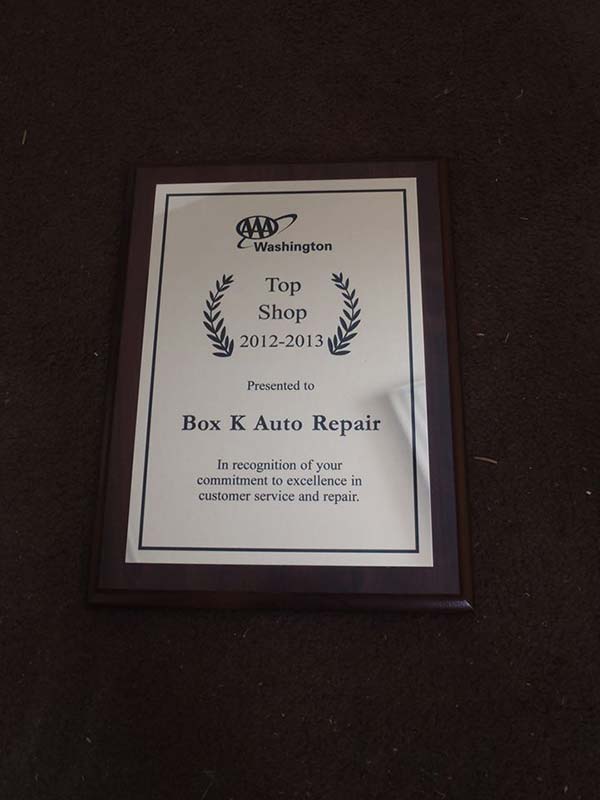 AAA
Washington
Top
Shop
2012-2013
Presented to
Box K Auto Repair
In recognition of your
commitment to excellence in
customer service and repair.